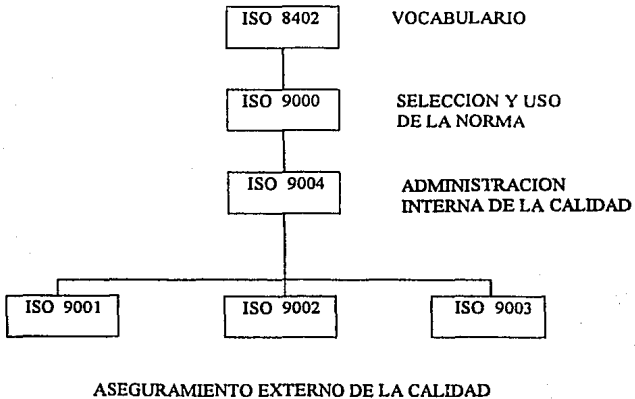 ISO 8402
VOCABULARIO
ISO 9000
SELECCION Y USO
DE LA NORMA
ISO 9004
ADMINISTRACION
INTERNA DE LA CALIDAD
ISO 9001
ISO 9002
ISO 9003
ASEGURAMIENTO EXTERNO DE LA CALIDAD